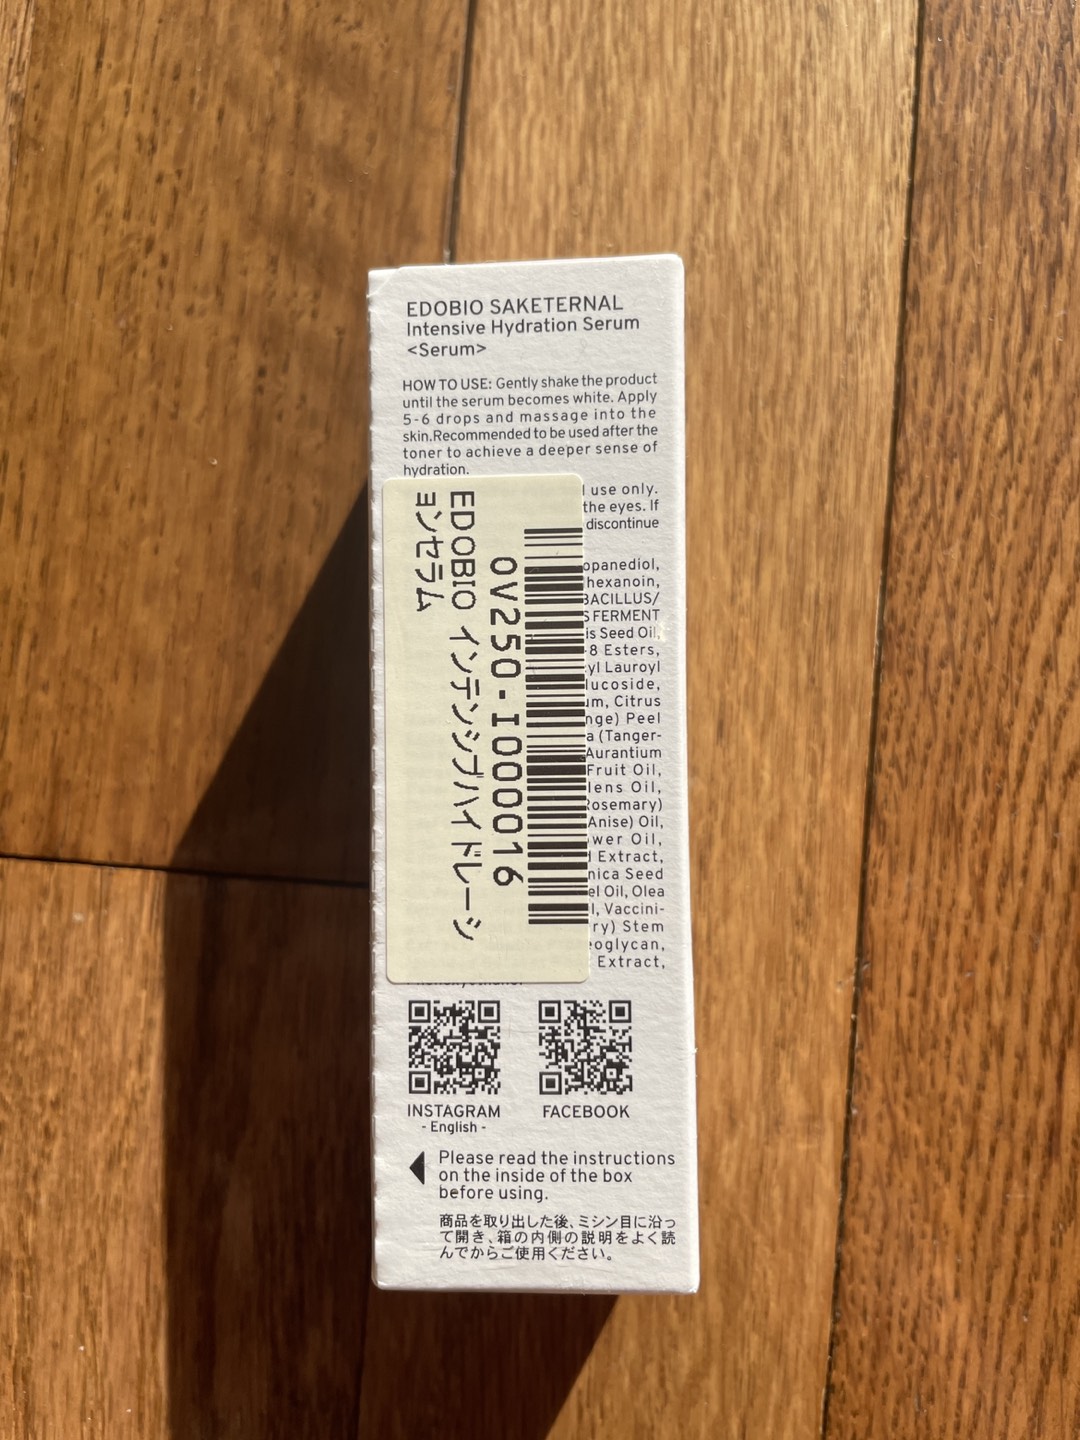 EDOBIO SAKETERNAL
Intensive Hydration Serum
<Serum>
HOW TO USE: Gently shake the product
until the serum becomes white. Apply
5-6 drops and massage into the
skin.Recommended to be used after the
toner to achieve a deeper sense of
hydration.
use only.
the eyes. If
discontinue
opanediol,
hexanoin,
BACILLUS/
S FERMENT
is Seed Oil,
-8 Esters,
yl Lauroyl
lucoside,
um, Citrus
nge) Peel
a (Tanger-
Aurantium
Fruit Oil,
lens Oil,
Rosemary)
Anise) Oil,
wer Oil,
Extract,
nica Seed
el Oil, Olea
l, Vaccini-
ry) Stem
eoglycan,
Extract,
0V250-I000016
EDOBIO インテンシブハイドレーシ
ョンセラム
INSTAGRAM
- English -
FACEBOOK
Please read the instructions
on the inside of the box
before using.
商品を取り出した後、ミシン目に沿っ
て開き、箱の内側の説明をよく読
んでからご使用ください。